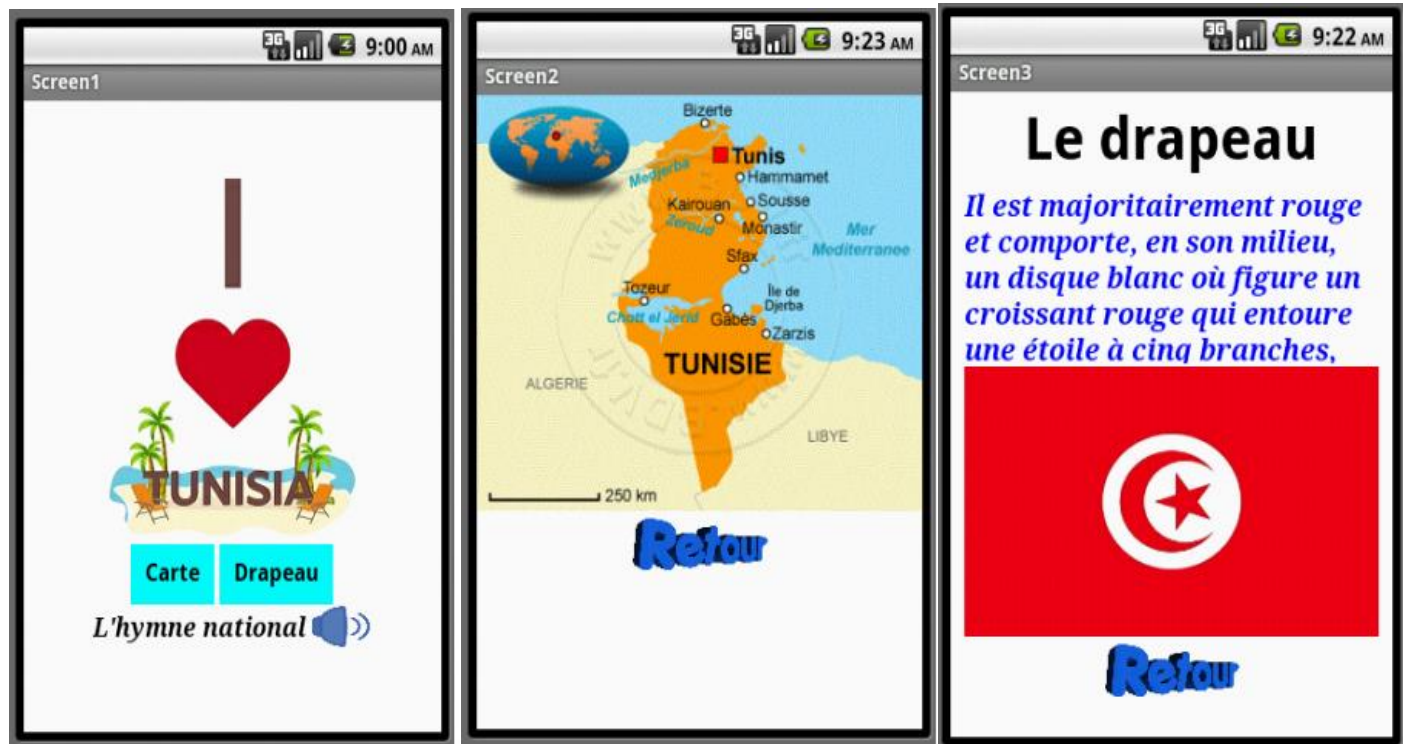 9:00 AM
Screen1
I
TUNISIA
Carte
Drapeau
L'hymne national
9:23 AM
Screen2
Bizerte
Tunis
Medjerba
Hammamet
Kairouan
Sousse
Zeroud
Monastir
Mer
Mediterranee
Sfax
Tozeur
Île de
Djerba
Chott el Jerid
Gabès
Zarzis
TUNISIE
ALGERIE
LIBYE
250 km
Retour
9:22 AM
Screen3
Le drapeau
Il est majoritairement rouge
et comporte, en son milieu,
un disque blanc où figure un
croissant rouge qui entoure
une étoile à cinq branches,
Retour